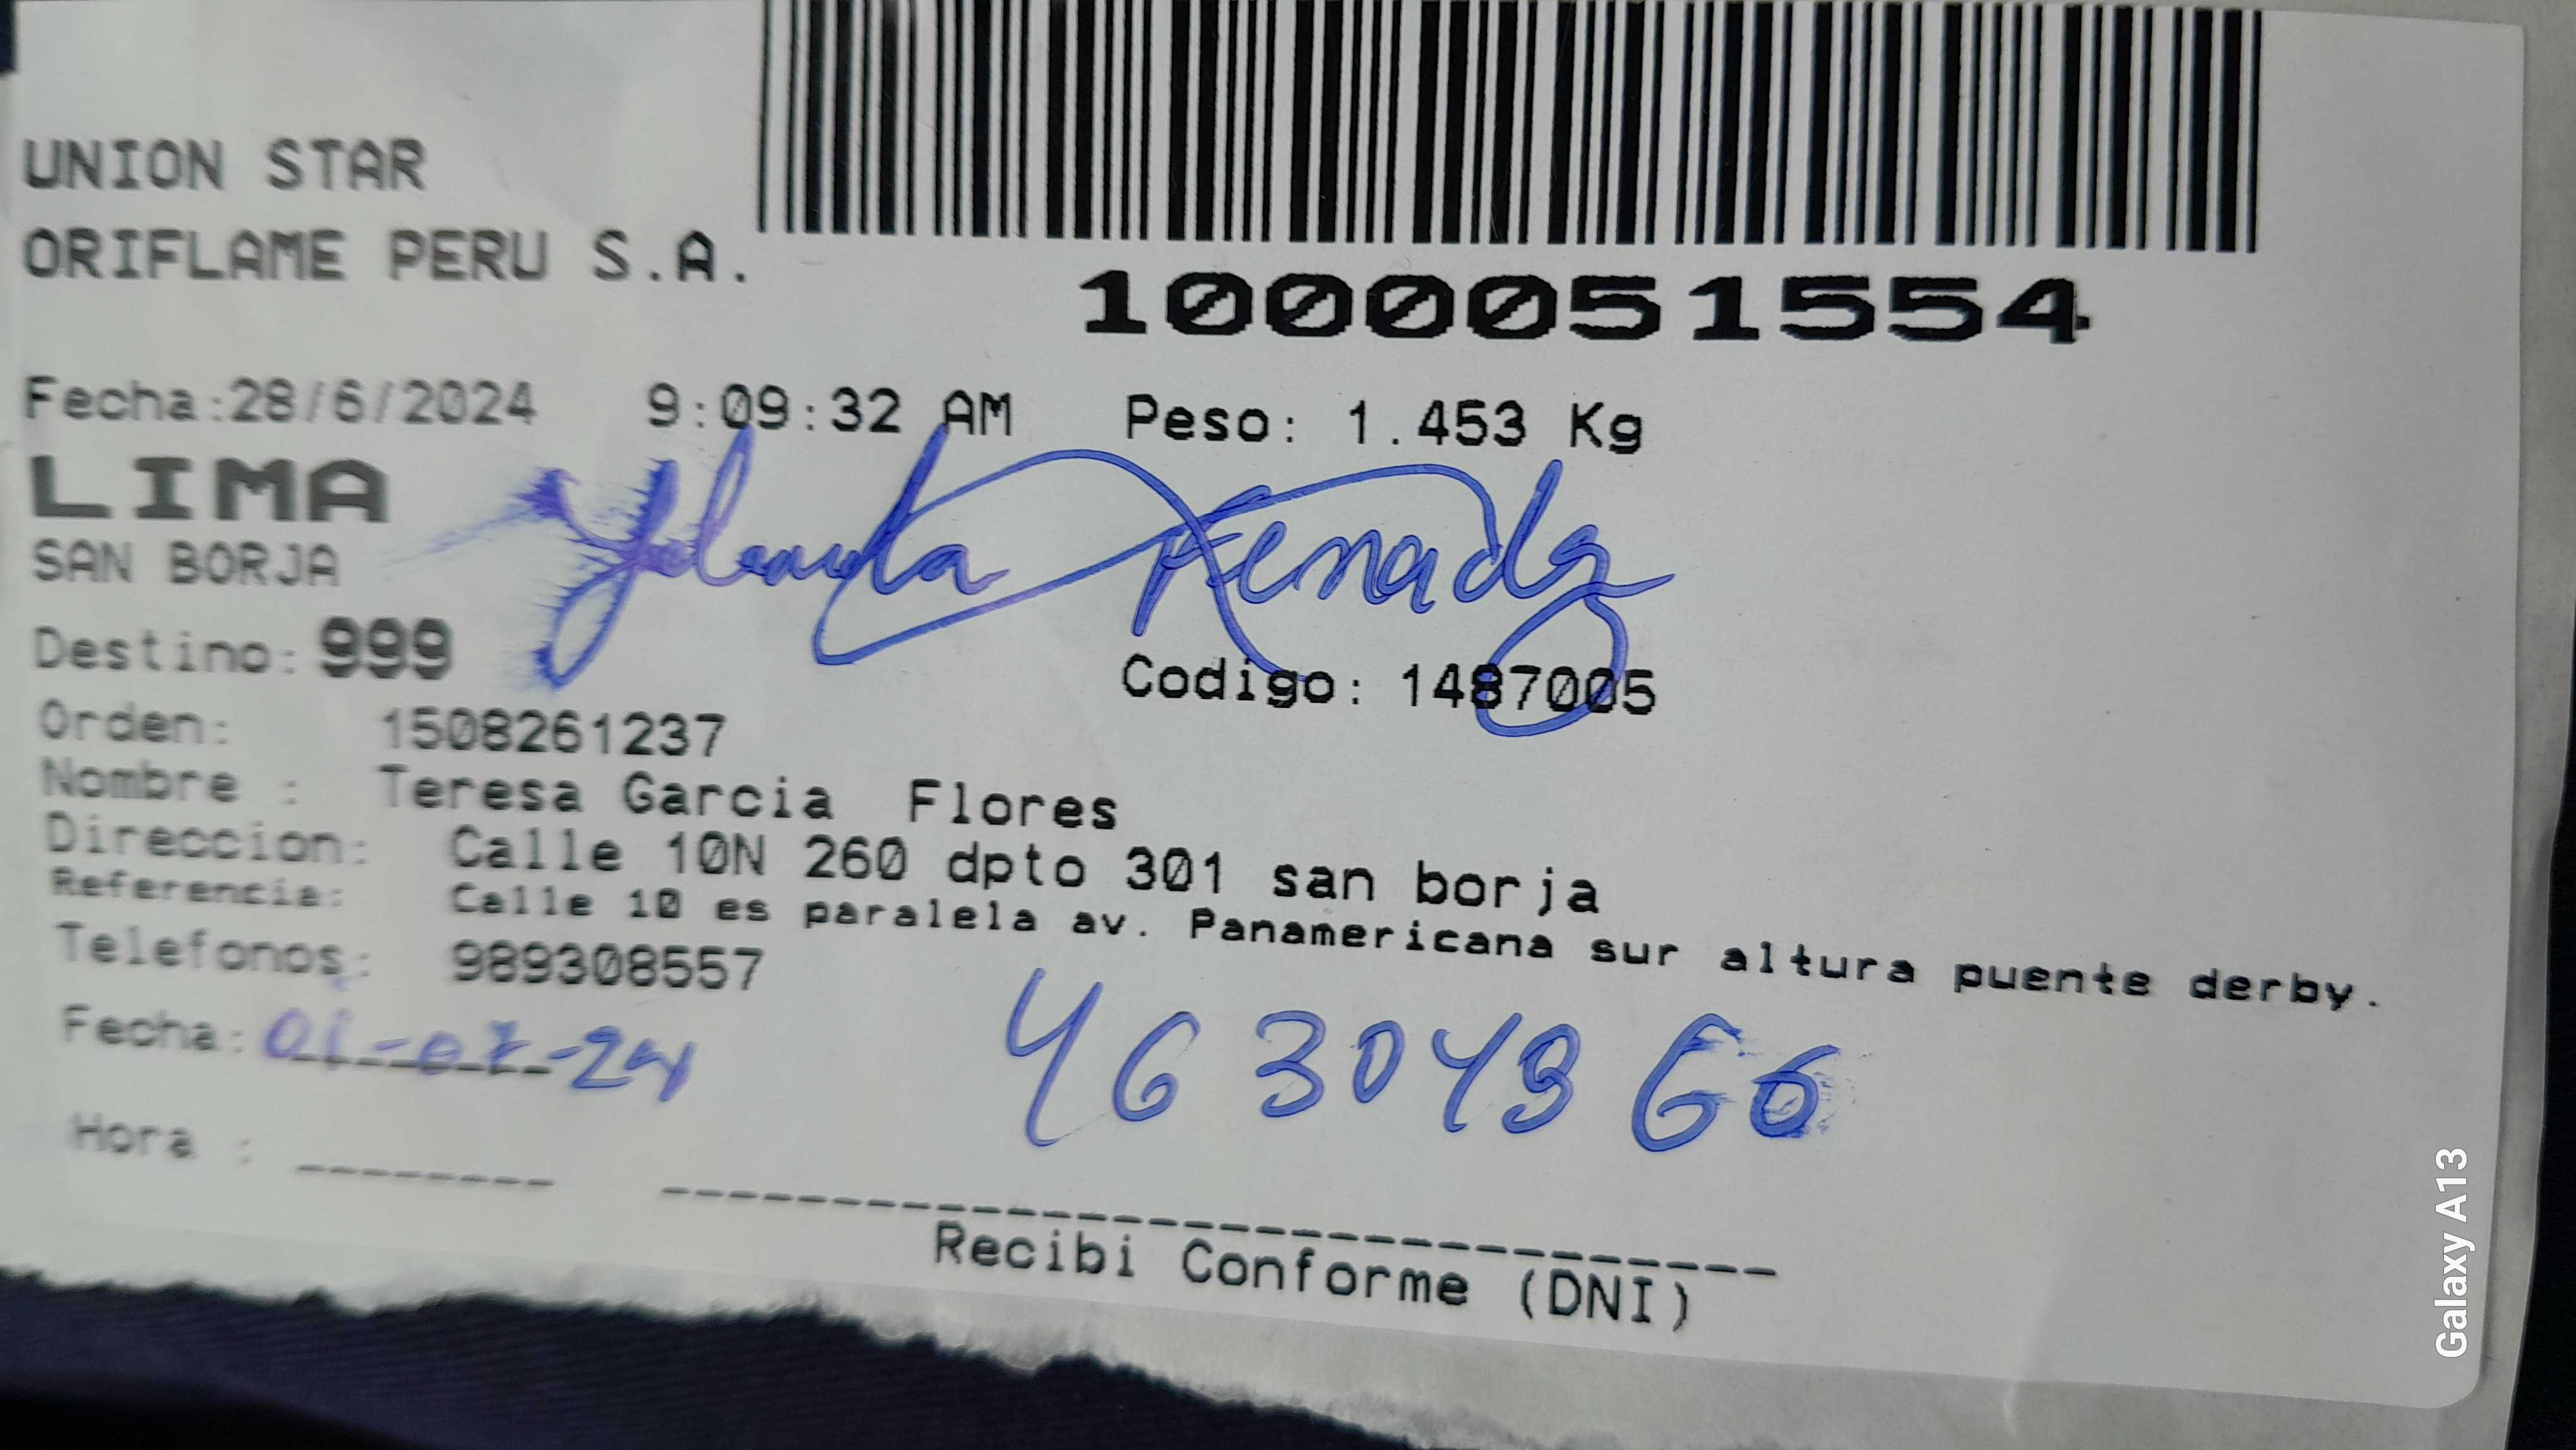 UNION STAR
ORIFLAME PERU S.A.
1000051554
Fecha:28/6/2024 9:09:32 AM Peso: 1.453 Kg
LIMA
SAN BORJA
Yolanda
Destino: 999
Codigo: 1487005
Orden: 1508261237
Nombre : Teresa Garcia Flores
Direccion: Calle 10N 260 dpto 301 san borja
Referencia: Calle 10 es paralela av. Panamericana sur altura puente derby.
Telefonos: 989308557
Fecha: 01-07-24
46304966
Hora :
Recibi Conforme (DNI)
Galaxy A13